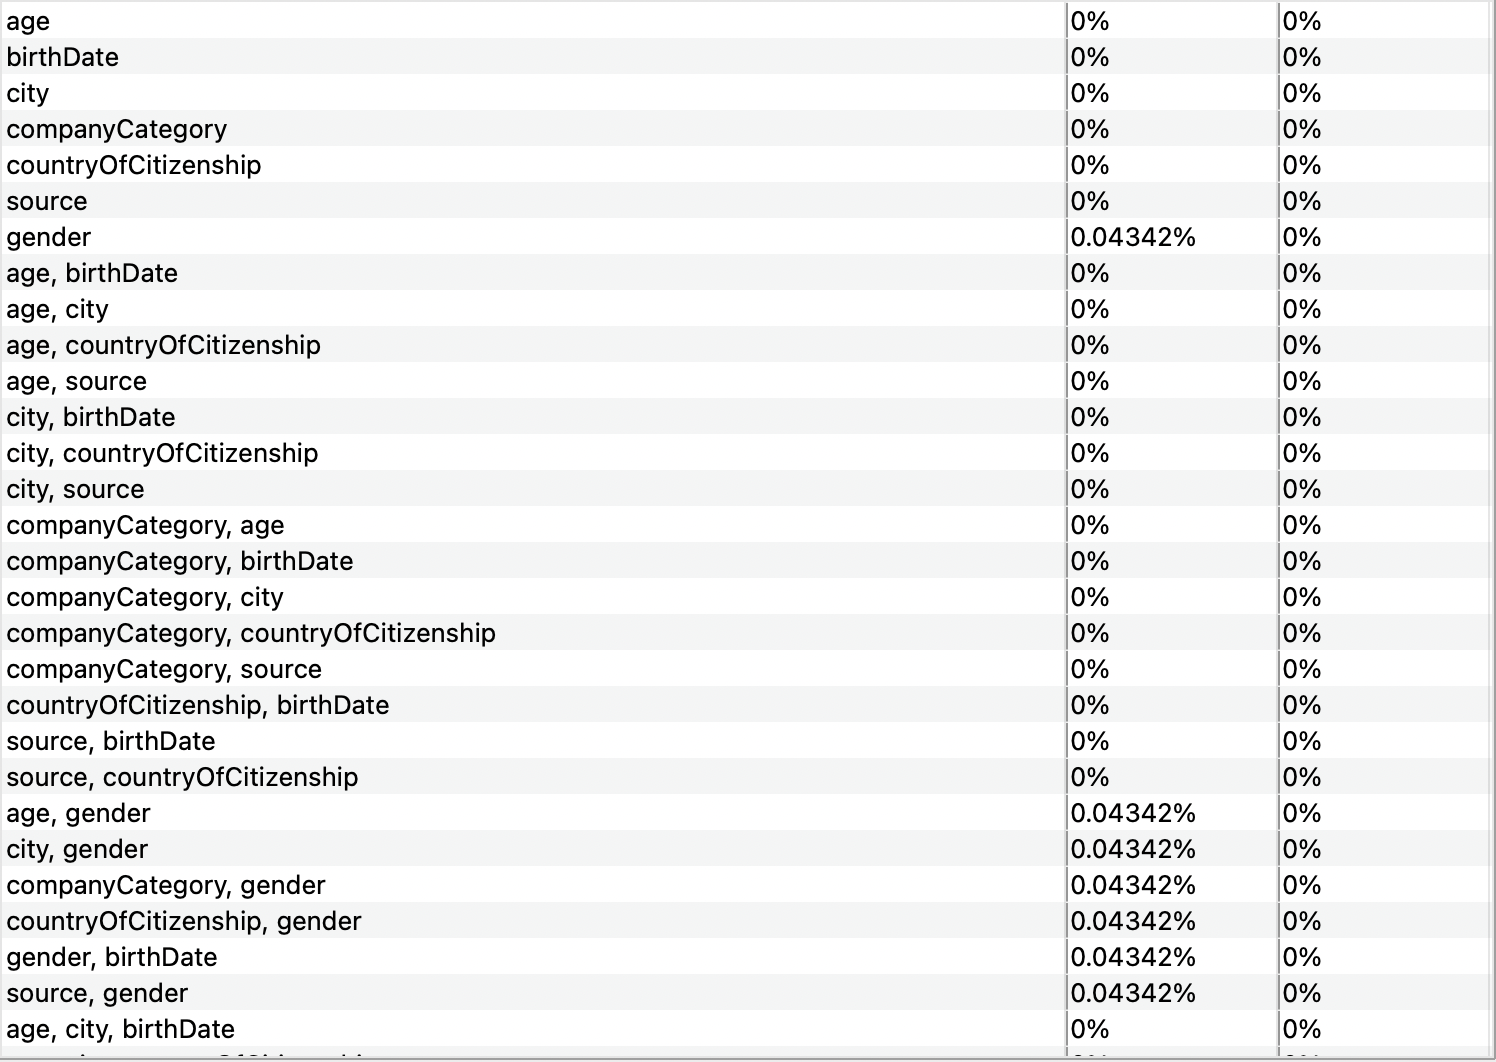 age 0% 0%
birthDate 0% 0%
city 0% 0%
companyCategory 0% 0%
countryOfCitizenship 0% 0%
source 0% 0%
gender 0.04342% 0%
age, birthDate 0% 0%
age, city 0% 0%
age, countryOfCitizenship 0% 0%
age, source 0% 0%
city, birthDate 0% 0%
city, countryOfCitizenship 0% 0%
city, source 0% 0%
companyCategory, age 0% 0%
companyCategory, birthDate 0% 0%
companyCategory, city 0% 0%
companyCategory, countryOfCitizenship 0% 0%
companyCategory, source 0% 0%
countryOfCitizenship, birthDate 0% 0%
source, birthDate 0% 0%
source, countryOfCitizenship 0% 0%
age, gender 0.04342% 0%
city, gender 0.04342% 0%
companyCategory, gender 0.04342% 0%
countryOfCitizenship, gender 0.04342% 0%
gender, birthDate 0.04342% 0%
source, gender 0.04342% 0%
age, city, birthDate 0% 0%